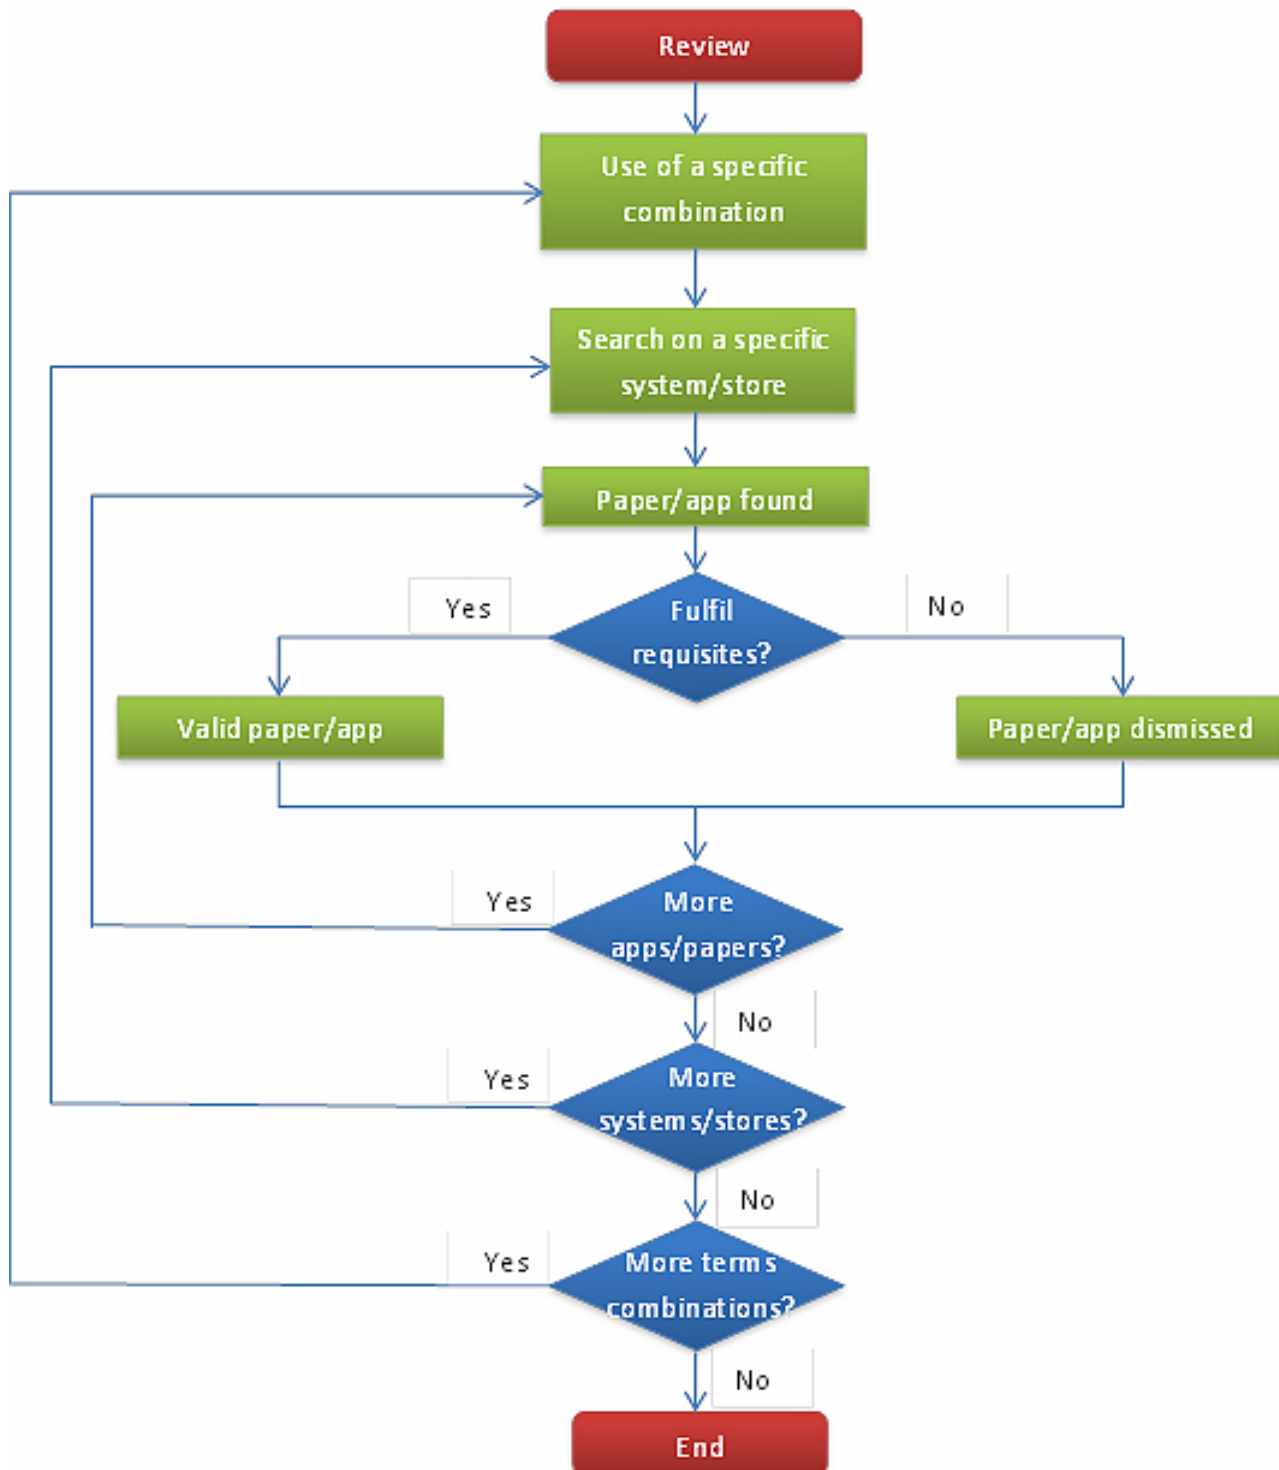 Review
Use of a specific
combination
Search on a specific
system/store
Paper/app found
Yes
Fulfil
requisites?
No
Valid paper/app
Paper/app dismissed
Yes
More
apps/papers?
No
Yes
More
systems/stores?
No
Yes
More terms
combinations?
No
End